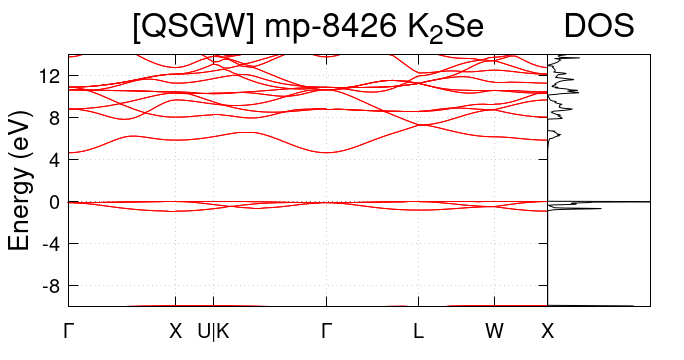 [QSGW] mp-8426 K₂Se DOS
12
8
4
0
-4
-8
Energy (eV)
Γ X U|K Γ L W X